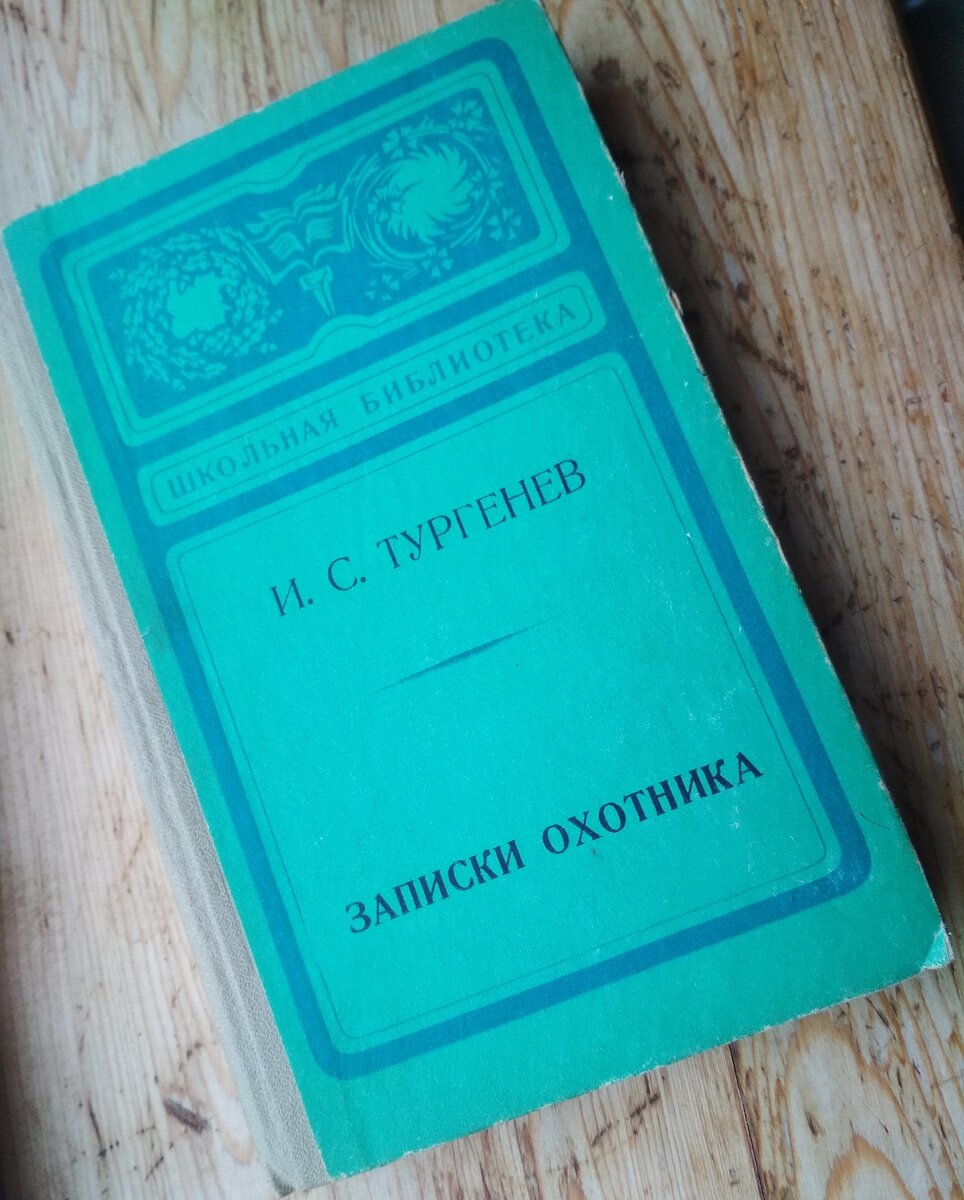 ШКОЛЬНАЯ БИБЛИОТЕКА
И. С. ТУРГЕНЕВ
ЗАПИСКИ ОХОТНИКА